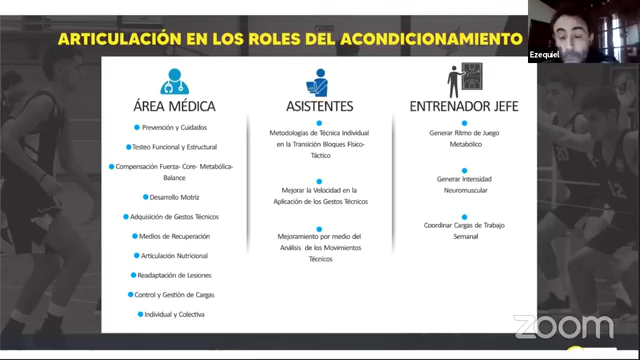 ARTICULACIÓN EN LOS ROLES DEL ACONDICIONAMIENTO
Ezequiel
ÁREA MÉDICA
Prevención y Cuidados
Testeo Funcional y Estructural
Compensación Fuerza- Core- Metabólica-
Balance
Desarrollo Motriz
Adquisición de Gestos Técnicos
Medios de Recuperación
Articulación Nutricional
Readaptación de Lesiones
Control y Gestión de Cargas
Individual y Colectiva
ASISTENTES
Metodologías de Técnica Individual
en la Transición Bloques Físico-
Táctico
Mejorar la Velocidad en la
Aplicación de los Gestos Técnicos
Mejoramiento por medio del
Análisis de los Movimientos
Técnicos
ENTRENADOR JEFE
Generar Ritmo de Juego
Metabólico
Generar Intensidad
Neuromuscular
Coordinar Cargas de Trabajo
Semanal
zoom